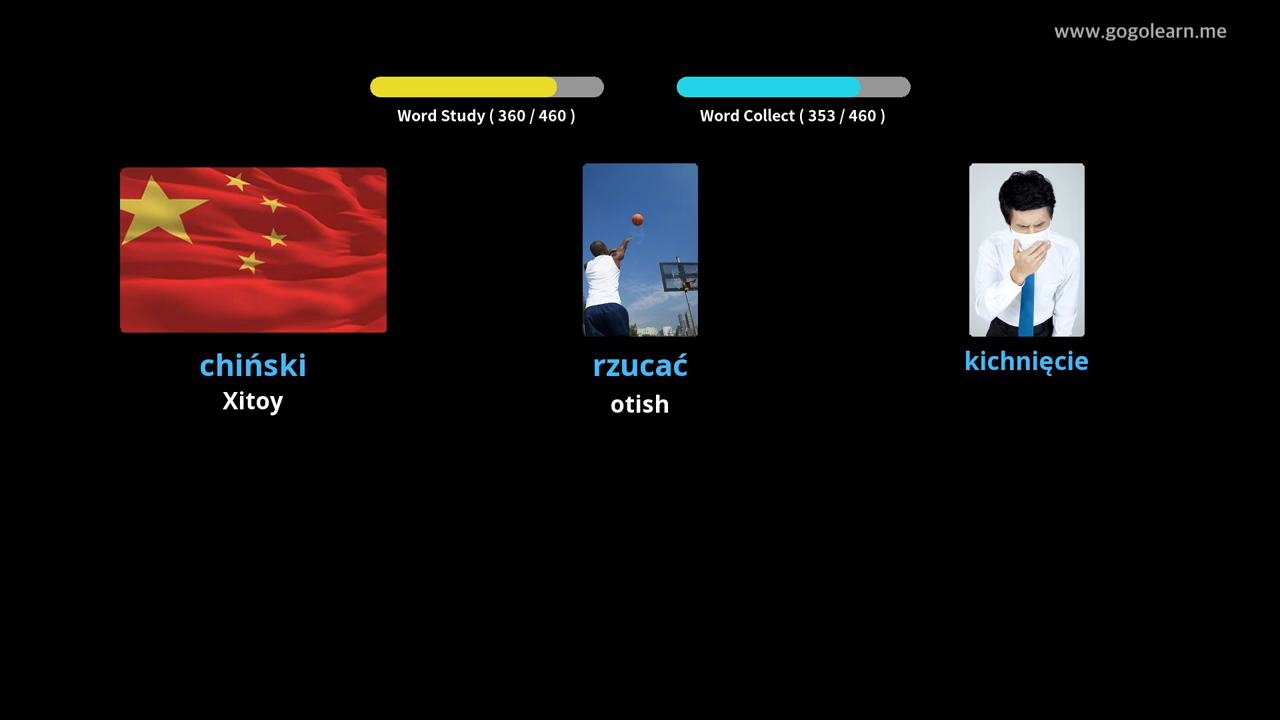 www.gogolearn.me
Word Study ( 360 / 460 )
Word Collect ( 353 / 460 )
chiński
Xitoy
rzucać
otish
kichnięcie